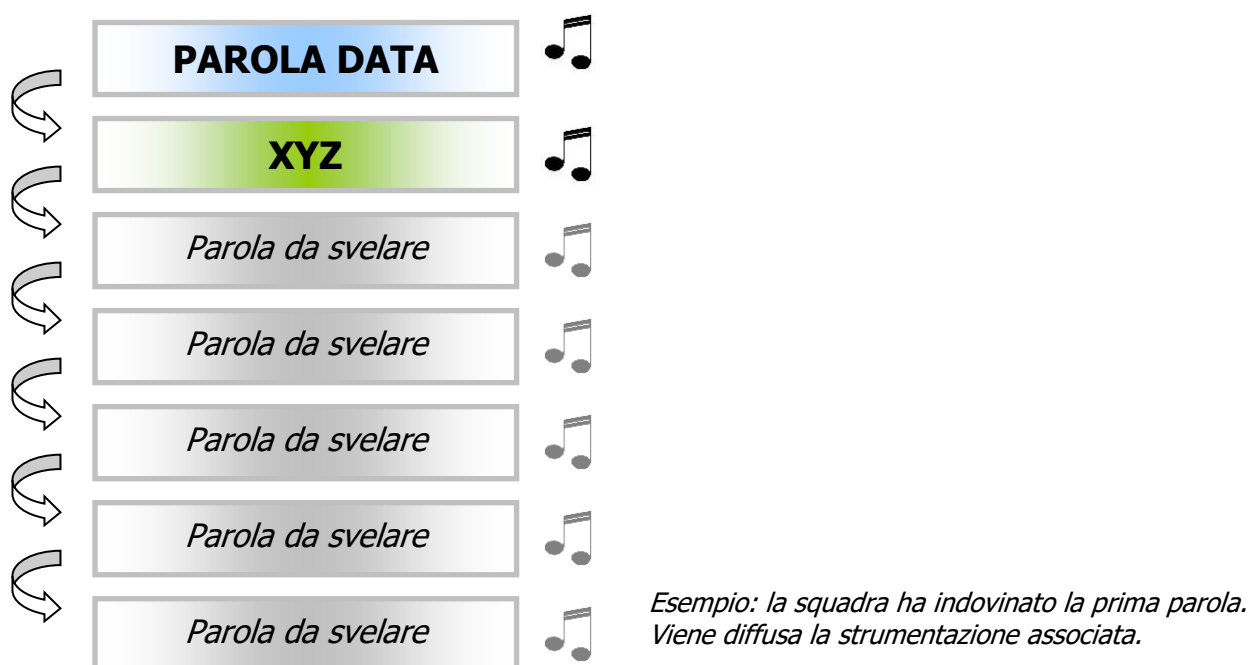 PAROLA DATA
XYZ
Parola da svelare
Parola da svelare
Parola da svelare
Parola da svelare
Parola da svelare
Esempio: la squadra ha indovinato la prima parola.
Viene diffusa la strumentazione associata.